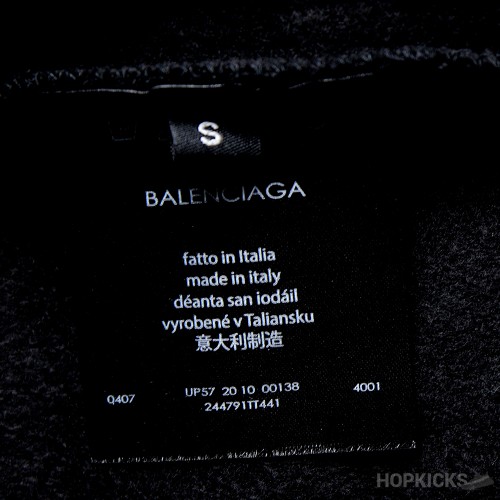 S
BALENCIAGA
fatto in Italia
made in italy
déanta san iodáil
vyrobené v Taliansku
意大利制造
Q407 UP57 20 10 00138 4001
244791TT441
HOPKICKS